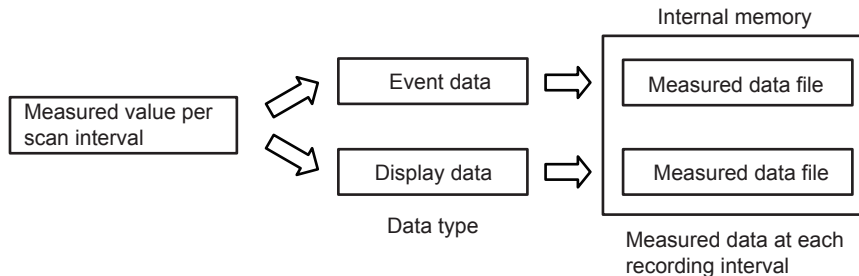 Internal memory
Event data
Measured data file
Measured value per
scan interval
Display data
Measured data file
Data type
Measured data at each
recording interval